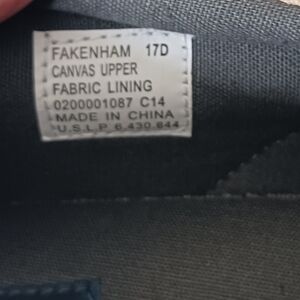 FAKENHAM 17D
CANVAS UPPER
FABRIC LINING
0200001087 C14
MADE IN CHINA
U.S.L.P 6.430.844